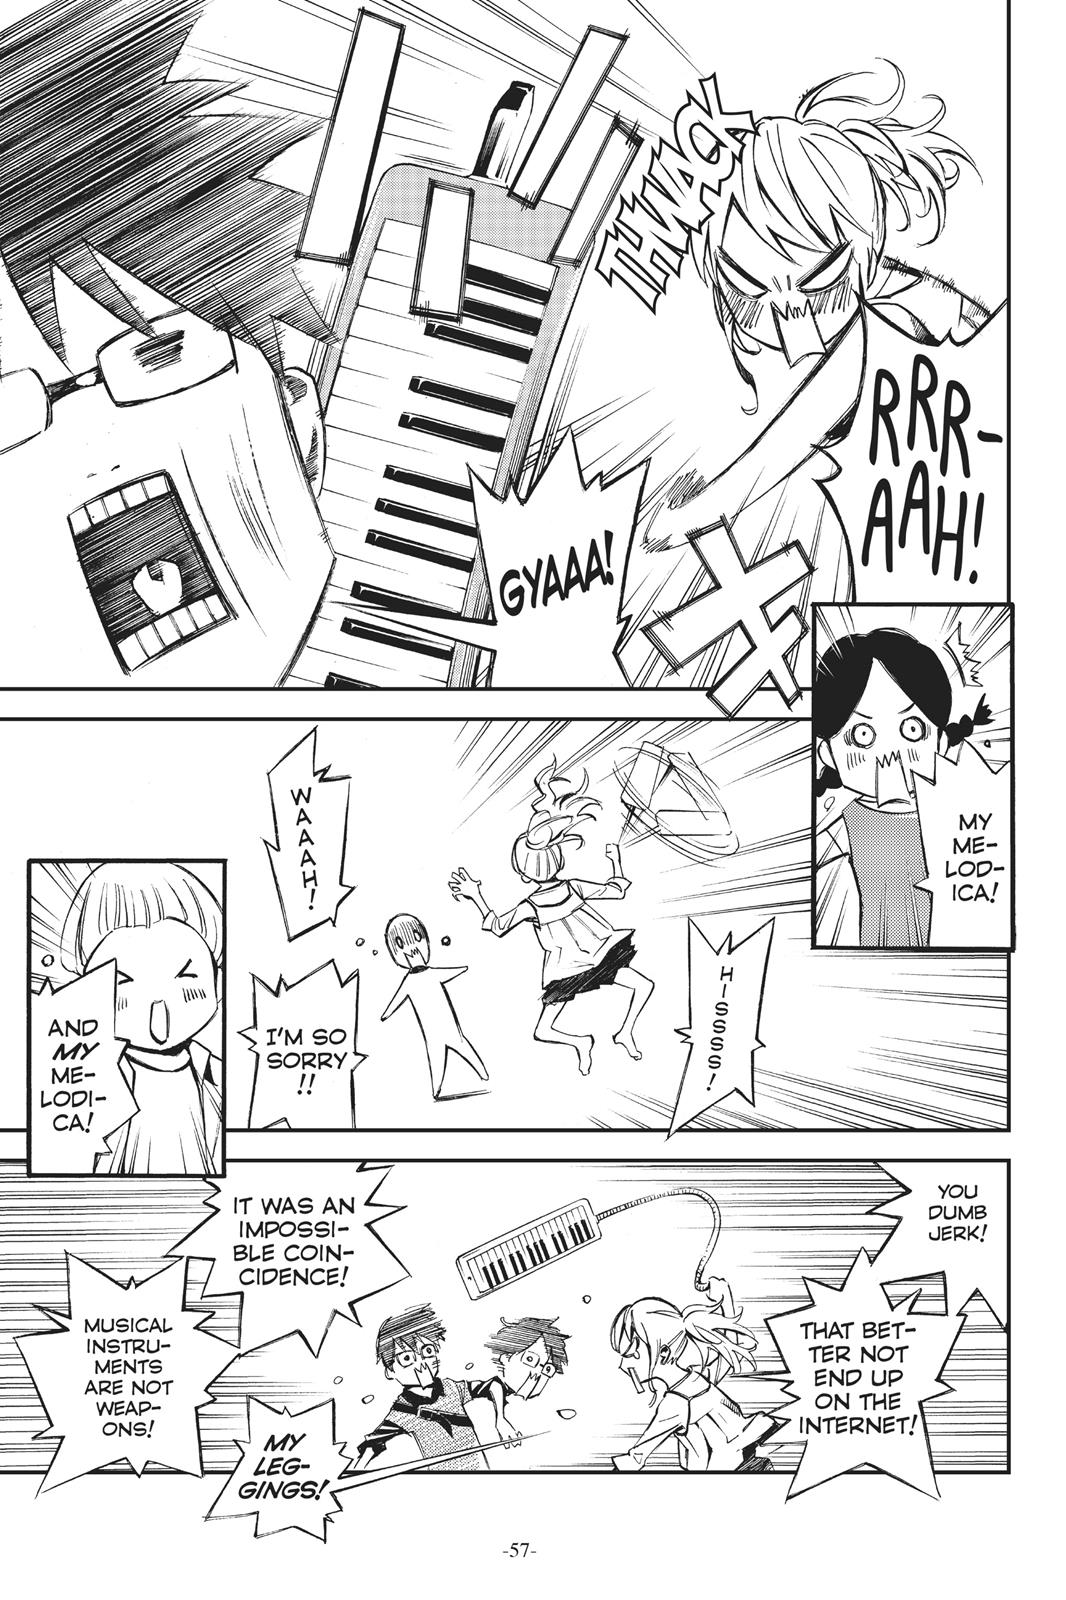 THWACK
RRR-
AAH!
GYAAA!
MY
ME-
LOD-
ICA!
WAAAH!
HISSSS!
I'M SO
SORRY
!!
AND
MY
ME-
LODI-
CA!
YOU
DUMB
JERK!
THAT BET-
TER NOT
END UP
ON THE
INTERNET!
IT WAS AN
IMPOSSI-
BLE COIN-
CIDENCE!
MY
LEG-
GINGS!
MUSICAL
INSTRU-
MENTS
ARE NOT
WEAP-
ONS!
-57-